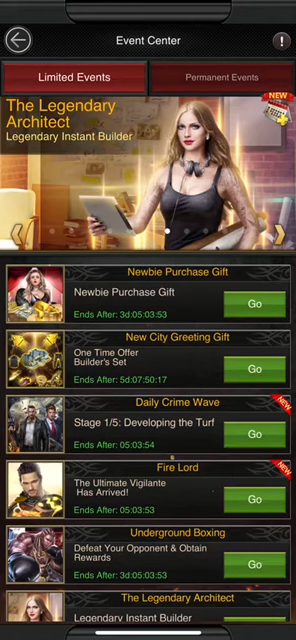 Event Center
!
Limited Events
Permanent Events
The Legendary
Architect
Legendary Instant Builder
NEW
Newbie Purchase Gift
Newbie Purchase Gift
Go
Ends After: 3d:05:03:53
New City Greeting Gift
One Time Offer
Builder's Set
Go
Ends After: 5d:07:50:17
Daily Crime Wave
NEW
Stage 1/5: Developing the Turf
Go
Ends After: 05:03:54
Fire Lord
NEW
The Ultimate Vigilante
Has Arrived!
Go
Ends After: 05:03:53
Underground Boxing
Defeat Your Opponent & Obtain
Rewards
Go
Ends After: 3d:05:03:53
The Legendary Architect
Legendary Instant Builder